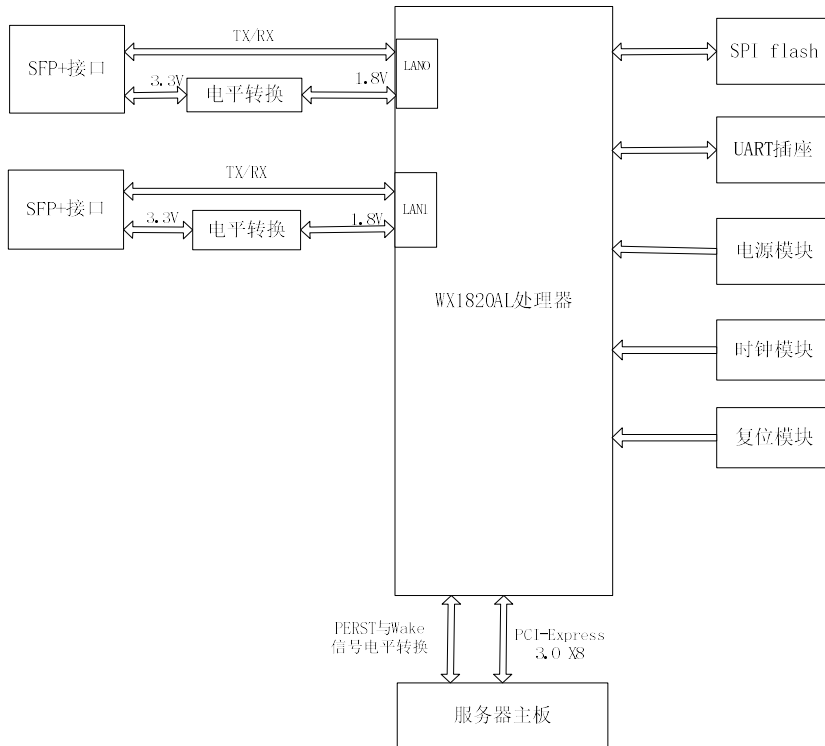 TX/RX
SFP+接口
LAN0
3.3V
1.8V
电平转换
SPI flash
UART插座
TX/RX
SFP+接口
LAN1
3.3V
1.8V
电平转换
电源模块
WX1820AL处理器
时钟模块
复位模块
PERST与Wake
信号电平转换
PCI-Express
3.0 X8
服务器主板